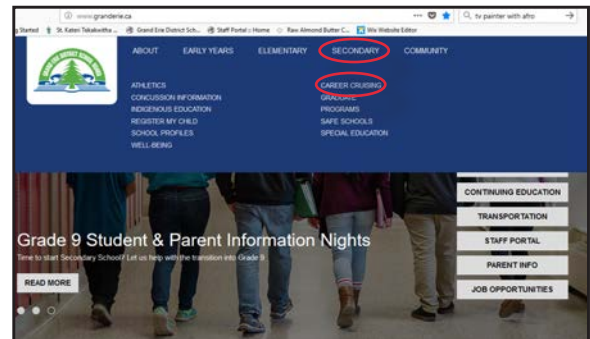 www.granderie.ca
tv painter with afro
g Started St. Kateri Tekakwitha ... Grand Erie District Sch... Staff Portal :: Home Raw Almond Butter C... Wix Website Editor
ABOUT EARLY YEARS ELEMENTARY SECONDARY COMMUNITY
ATHLETICS CAREER CRUISING
CONCUSSION INFORMATION GRADUATE
INDIGENOUS EDUCATION PROGRAMS
REGISTER MY CHILD SAFE SCHOOLS
SCHOOL PROFILES SPECIAL EDUCATION
WELL-BEING
CONTINUING EDUCATION
TRANSPORTATION
Grade 9 Student & Parent Information Nights
STAFF PORTAL
Time to start Secondary School? Let us help with the transition into Grade 9
PARENT INFO
READ MORE
JOB OPPORTUNITIES